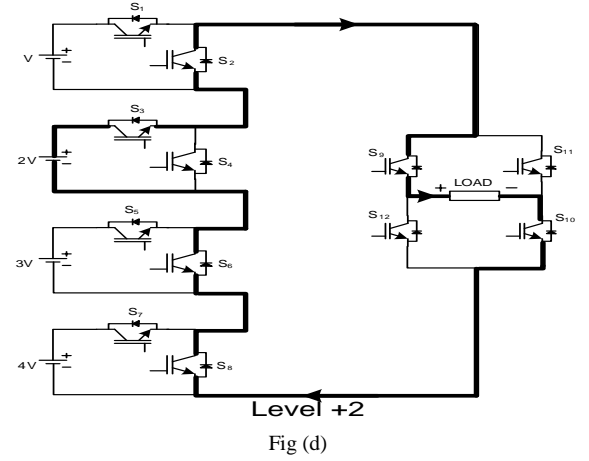 S₁
V + −
S₂
S₃
2V + −
S₄
S₅
3V + −
S₆
S₇
4V + −
S₈
S₉
S₁₁
+ LOAD −
S₁₂
S₁₀
Level +2
Fig (d)